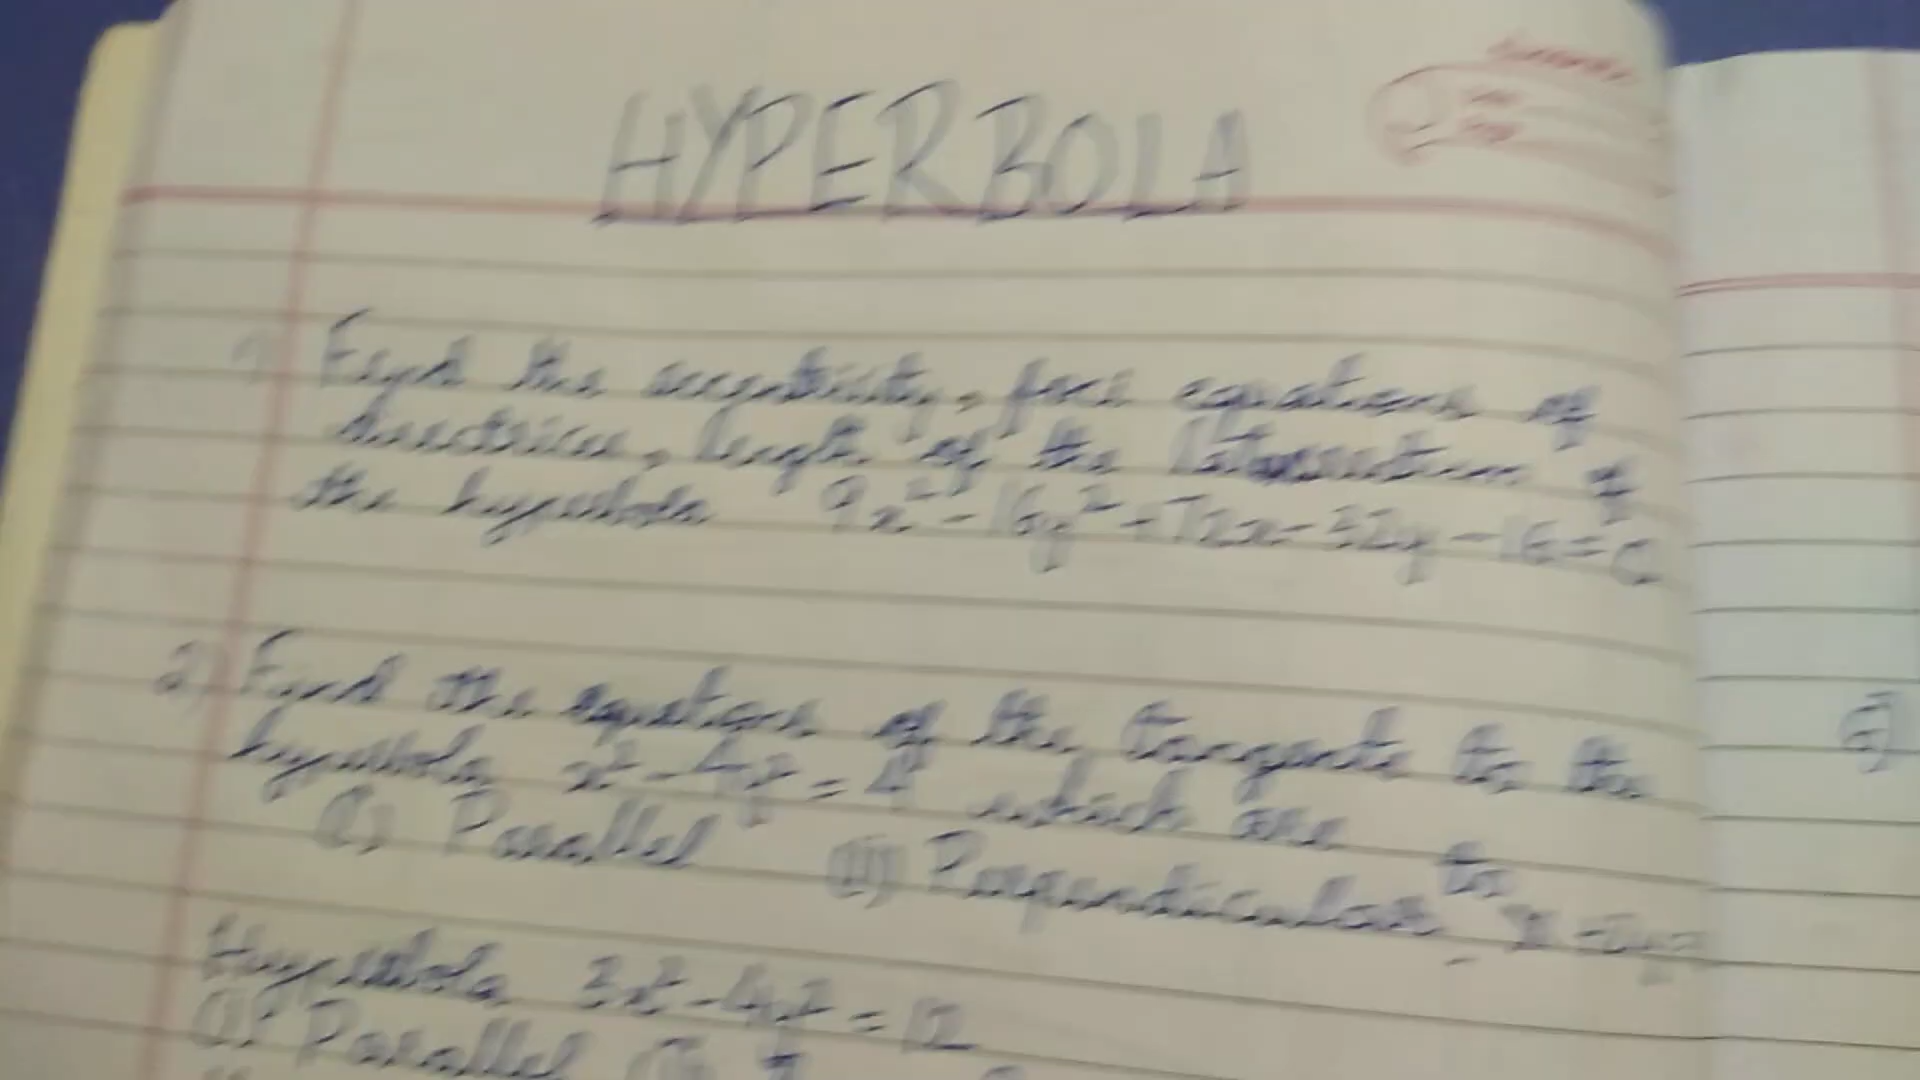 HYPERBOLA
Find the eccentricity, foci equations of
directrices, length of the latusrectum of
the hyperbola 9x² - 16y² + 72x - 32y - 16 = 0
2) Find the equations of the tangents to the
hyperbola x² - 4y² = 4 which are
(i) Parallel (ii) Perpendicular to x + 2y =
Hyperbola 3x² - 4y² = 12
(i) Parallel